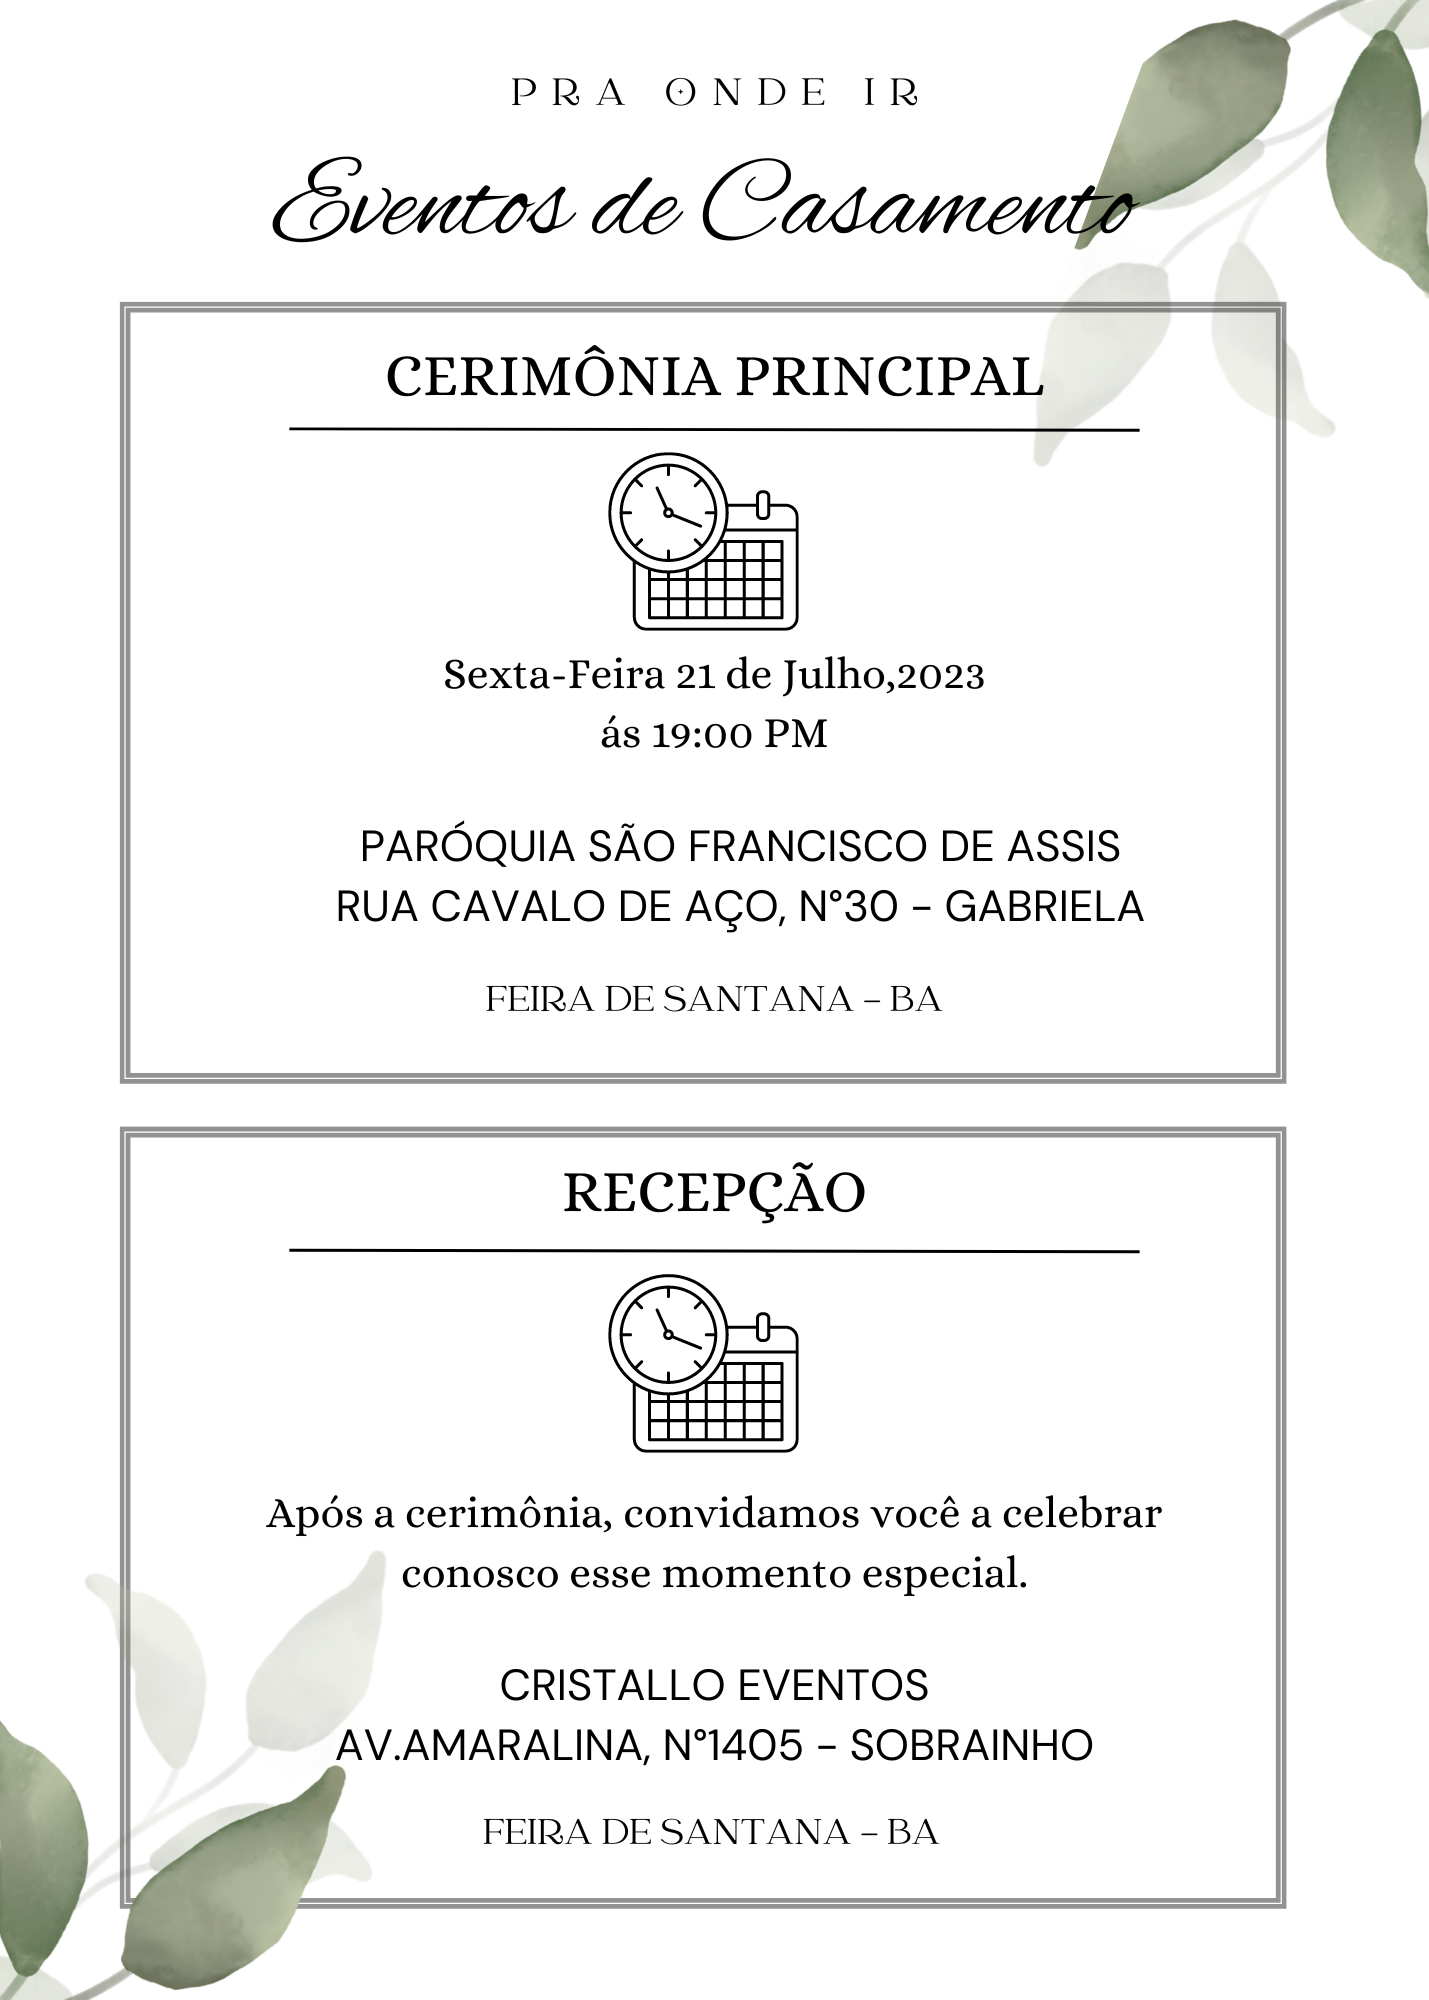 PRA ONDE IR
Eventos de Casamento
CERIMÔNIA PRINCIPAL
Sexta-Feira 21 de Julho,2023
ás 19:00 PM
PARÓQUIA SÃO FRANCISCO DE ASSIS
RUA CAVALO DE AÇO, N°30 - GABRIELA
FEIRA DE SANTANA - BA
RECEPÇÃO
Após a cerimônia, convidamos você a celebrar
conosco esse momento especial.
CRISTALLO EVENTOS
AV.AMARALINA, N°1405 - SOBRAINHO
FEIRA DE SANTANA - BA